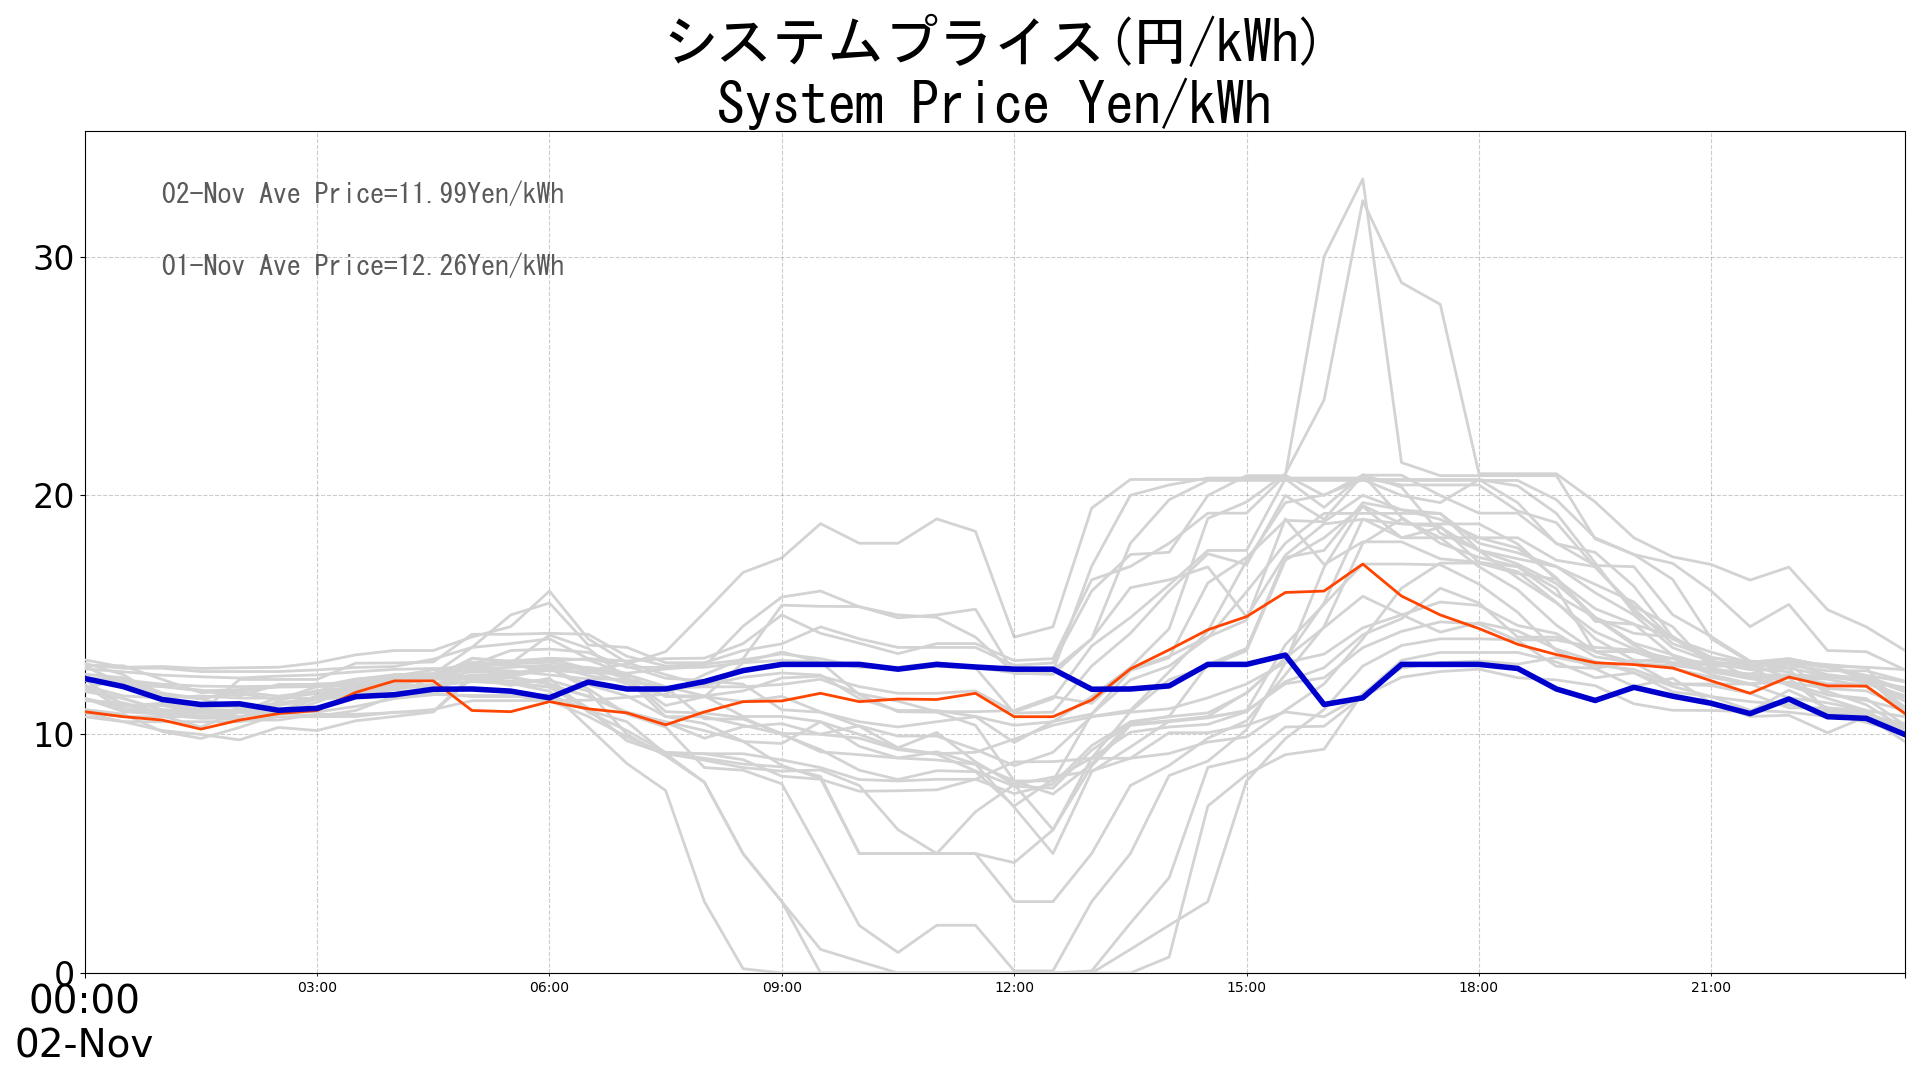 システムプライス(円/kWh)
System Price Yen/kWh
02-Nov Ave Price=11.99Yen/kWh
01-Nov Ave Price=12.26Yen/kWh
30
20
10
0
00:00
02-Nov
03:00
06:00
09:00
12:00
15:00
18:00
21:00